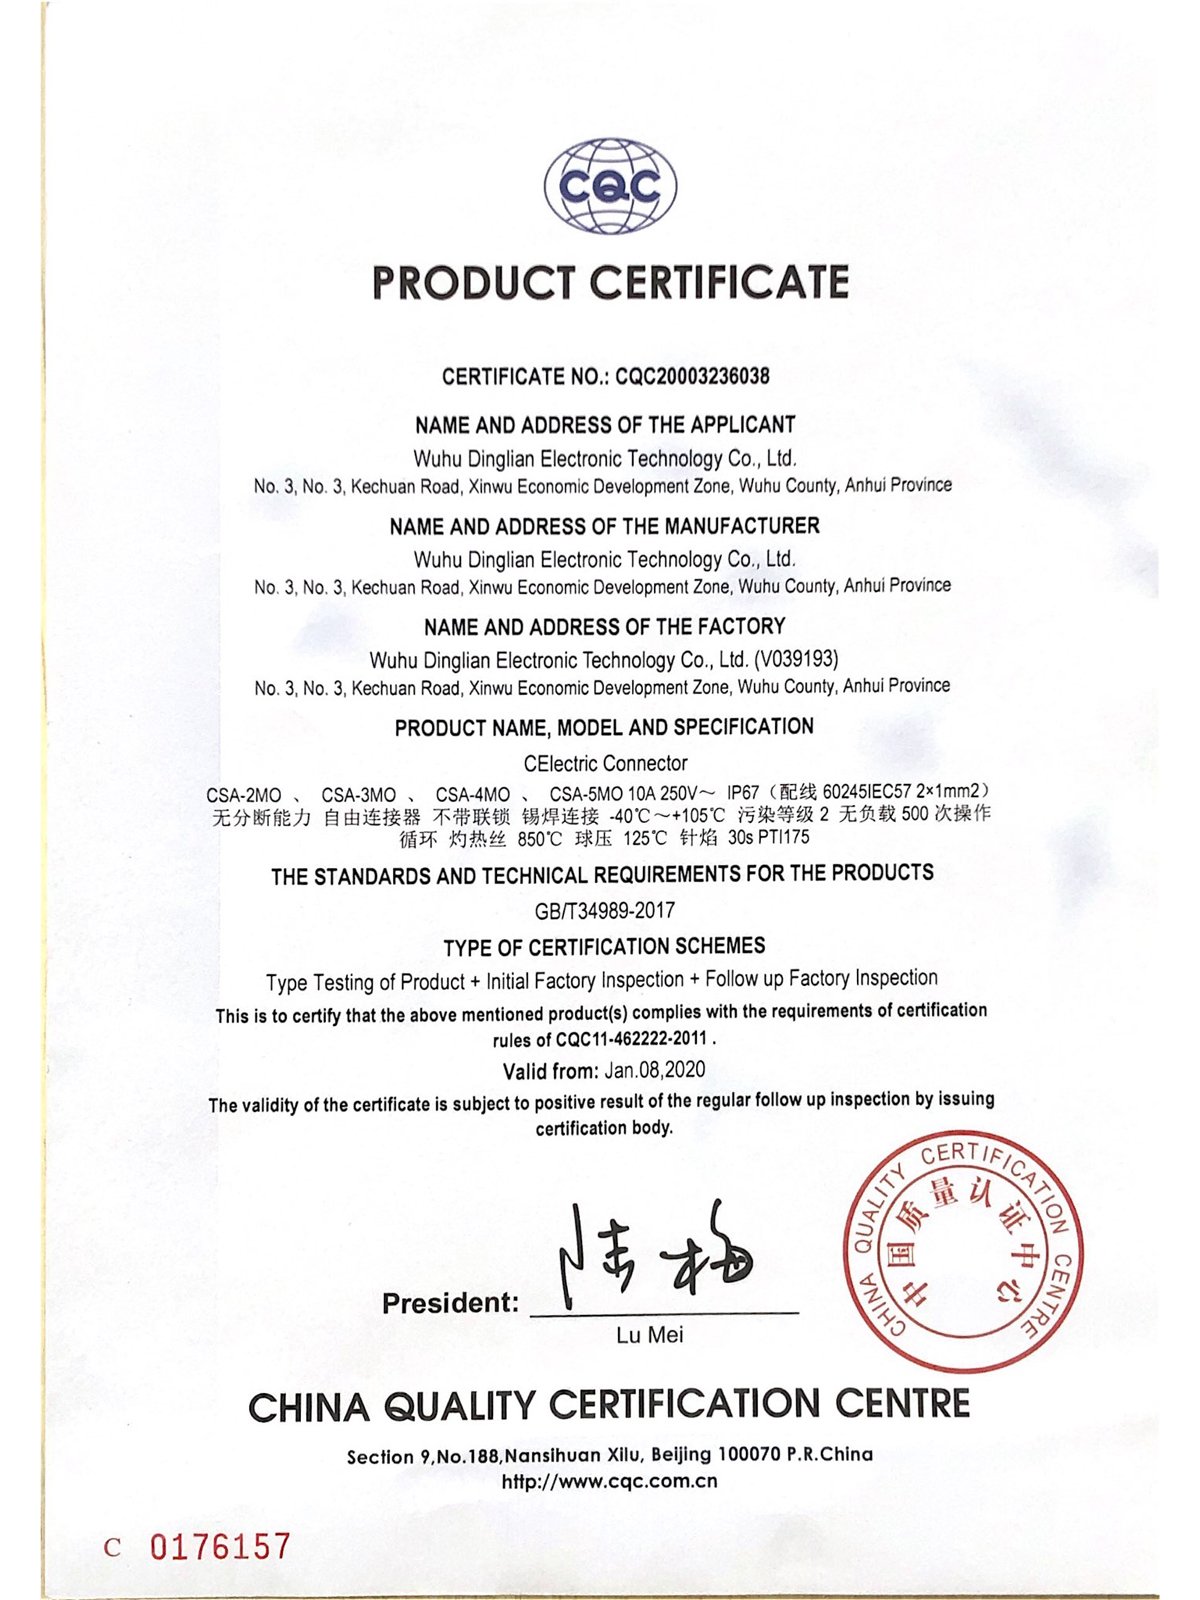 CQC
PRODUCT CERTIFICATE
CERTIFICATE NO.: CQC20003236038
NAME AND ADDRESS OF THE APPLICANT
Wuhu Dinglian Electronic Technology Co., Ltd.
No. 3, No. 3, Kechuan Road, Xinwu Economic Development Zone, Wuhu County, Anhui Province
NAME AND ADDRESS OF THE MANUFACTURER
Wuhu Dinglian Electronic Technology Co., Ltd.
No. 3, No. 3, Kechuan Road, Xinwu Economic Development Zone, Wuhu County, Anhui Province
NAME AND ADDRESS OF THE FACTORY
Wuhu Dinglian Electronic Technology Co., Ltd. (V039193)
No. 3, No. 3, Kechuan Road, Xinwu Economic Development Zone, Wuhu County, Anhui Province
PRODUCT NAME, MODEL AND SPECIFICATION
CElectric Connector
CSA-2MO 、 CSA-3MO 、 CSA-4MO 、 CSA-5MO 10A 250V～ IP67（配线 60245IEC57 2×1mm2）
无分断能力 自由连接器 不带联锁 锡焊连接 -40℃～+105℃ 污染等级 2 无负载 500 次操作
循环 灼热丝 850℃ 球压 125℃ 针焰 30s PTI175
THE STANDARDS AND TECHNICAL REQUIREMENTS FOR THE PRODUCTS
GB/T34989-2017
TYPE OF CERTIFICATION SCHEMES
Type Testing of Product + Initial Factory Inspection + Follow up Factory Inspection
This is to certify that the above mentioned product(s) complies with the requirements of certification
rules of CQC11-462222-2011 .
Valid from: Jan.08,2020
The validity of the certificate is subject to positive result of the regular follow up inspection by issuing
certification body.
CHINA QUALITY CERTIFICATION CENTRE
中国质量认证中心
陆梅
President:
Lu Mei
CHINA QUALITY CERTIFICATION CENTRE
Section 9,No.188,Nansihuan Xilu, Beijing 100070 P.R.China
http://www.cqc.com.cn
C 0176157